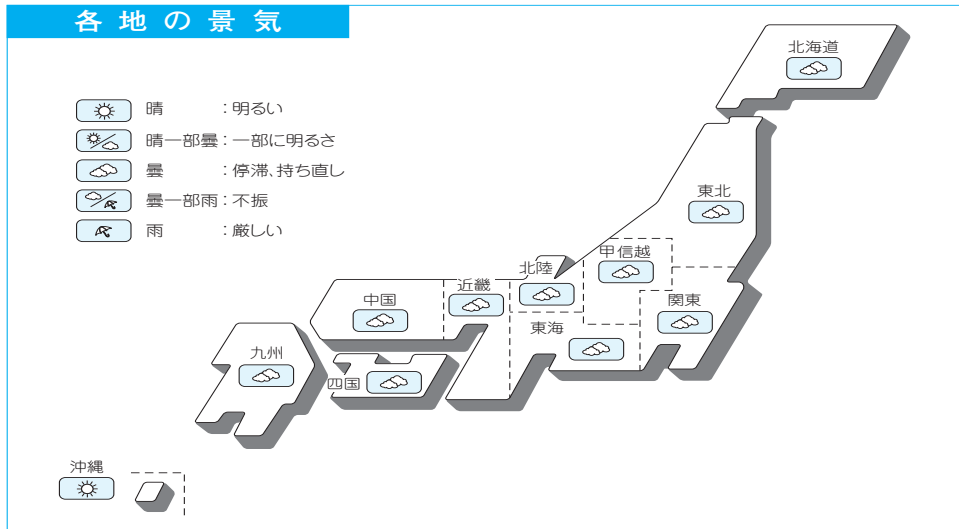 各地の景気
晴 ：明るい
晴一部曇：一部に明るさ
曇 ：停滞、持ち直し
曇一部雨：不振
雨 ：厳しい
北海道
東北
甲信越
北陸
近畿
中国
関東
東海
九州
四国
沖縄